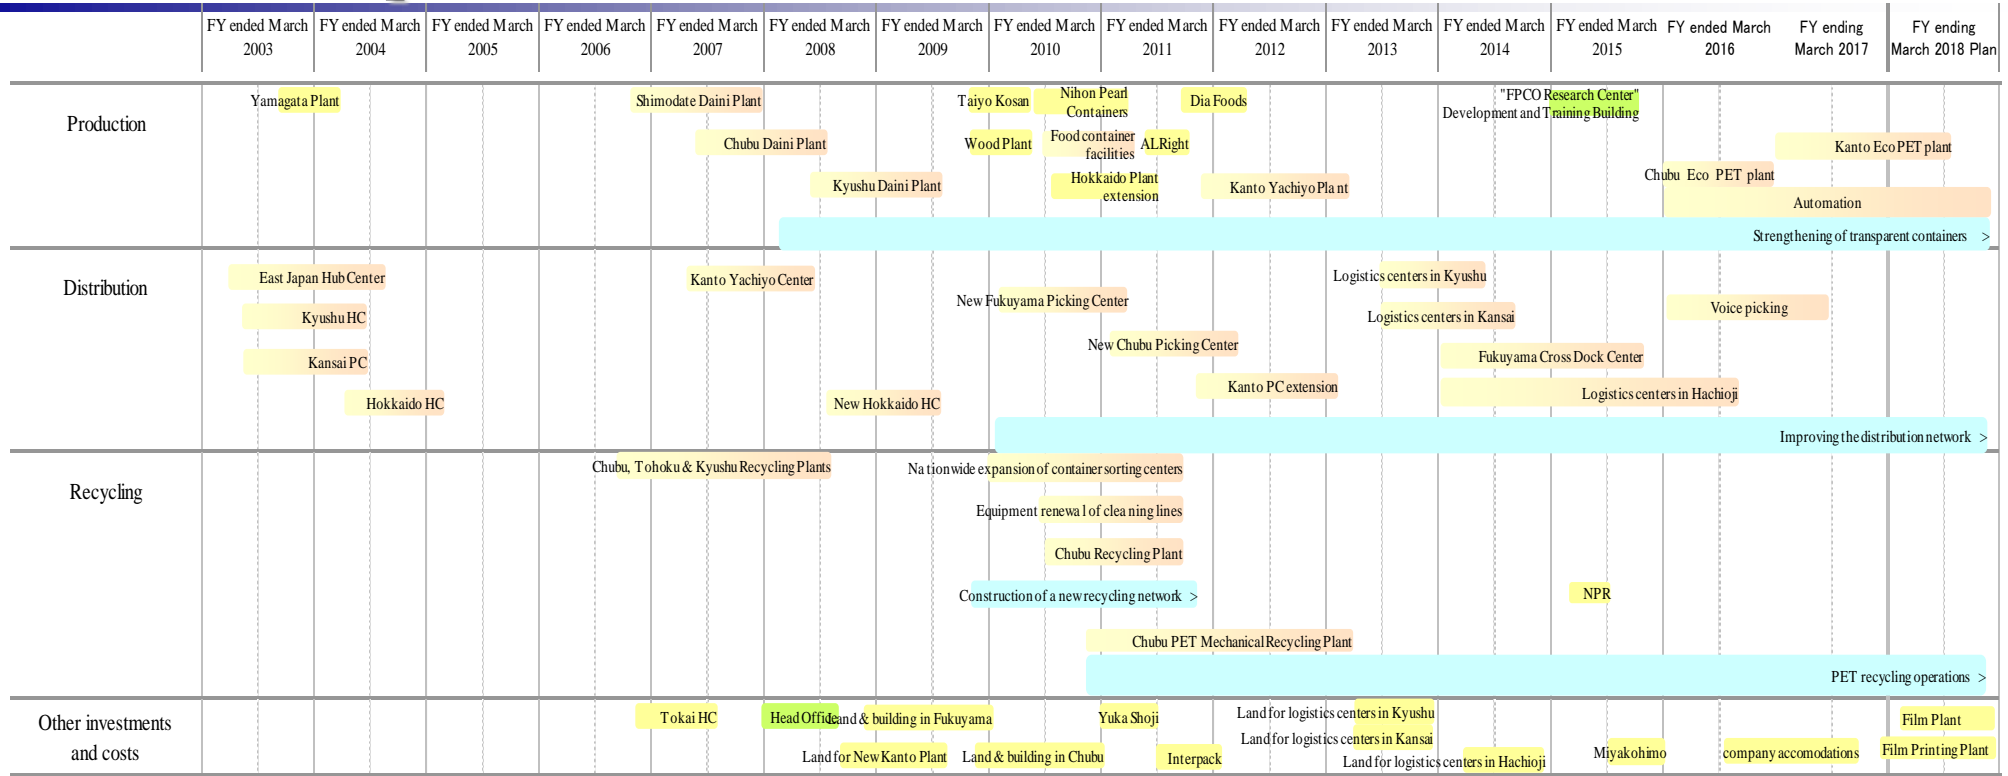 FY ended March
2003
FY ended March
2004
FY ended March
2005
FY ended March
2006
FY ended March
2007
FY ended March
2008
FY ended March
2009
FY ended March
2010
FY ended March
2011
FY ended March
2012
FY ended March
2013
FY ended March
2014
FY ended March
2015
FY ended March
2016
FY ending
March 2017
FY ending
March 2018 Plan
Production
Yamagata Plant
Shimodate Daini Plant
Taiyo Kosan
Nihon Pearl
Containers
Dia Foods
"FPCO Research Center"
Development and Training Building
Chubu Daini Plant
Wood Plant
Food container
facilities
ALRight
Kanto Eco PET plant
Kyushu Daini Plant
Hokkaido Plant
extension
Kanto Yachiyo Plant
Chubu Eco PET plant
Automation
Strengthening of transparent containers >
Distribution
East Japan Hub Center
Kanto Yachiyo Center
Logistics centers in Kyushu
New Fukuyama Picking Center
Voice picking
Kyushu HC
Logistics centers in Kansai
New Chubu Picking Center
Kansai PC
Fukuyama Cross Dock Center
Kanto PC extension
Hokkaido HC
New Hokkaido HC
Logistics centers in Hachioji
Improving the distribution network >
Recycling
Chubu, Tohoku & Kyushu Recycling Plants
Nationwide expansion of container sorting centers
Equipment renewal of cleaning lines
Chubu Recycling Plant
Construction of a new recycling network >
NPR
Chubu PET Mechanical Recycling Plant
PET recycling operations >
Other investments
and costs
Tokai HC
Head Office
Land & building in Fukuyama
Yuka Shoji
Land for logistics centers in Kyushu
Film Plant
Land for logistics centers in Kansai
Land for New Kanto Plant
Land & building in Chubu
Interpack
Land for logistics centers in Hachioji
Miyakohimo
company accomodations
Film Printing Plant